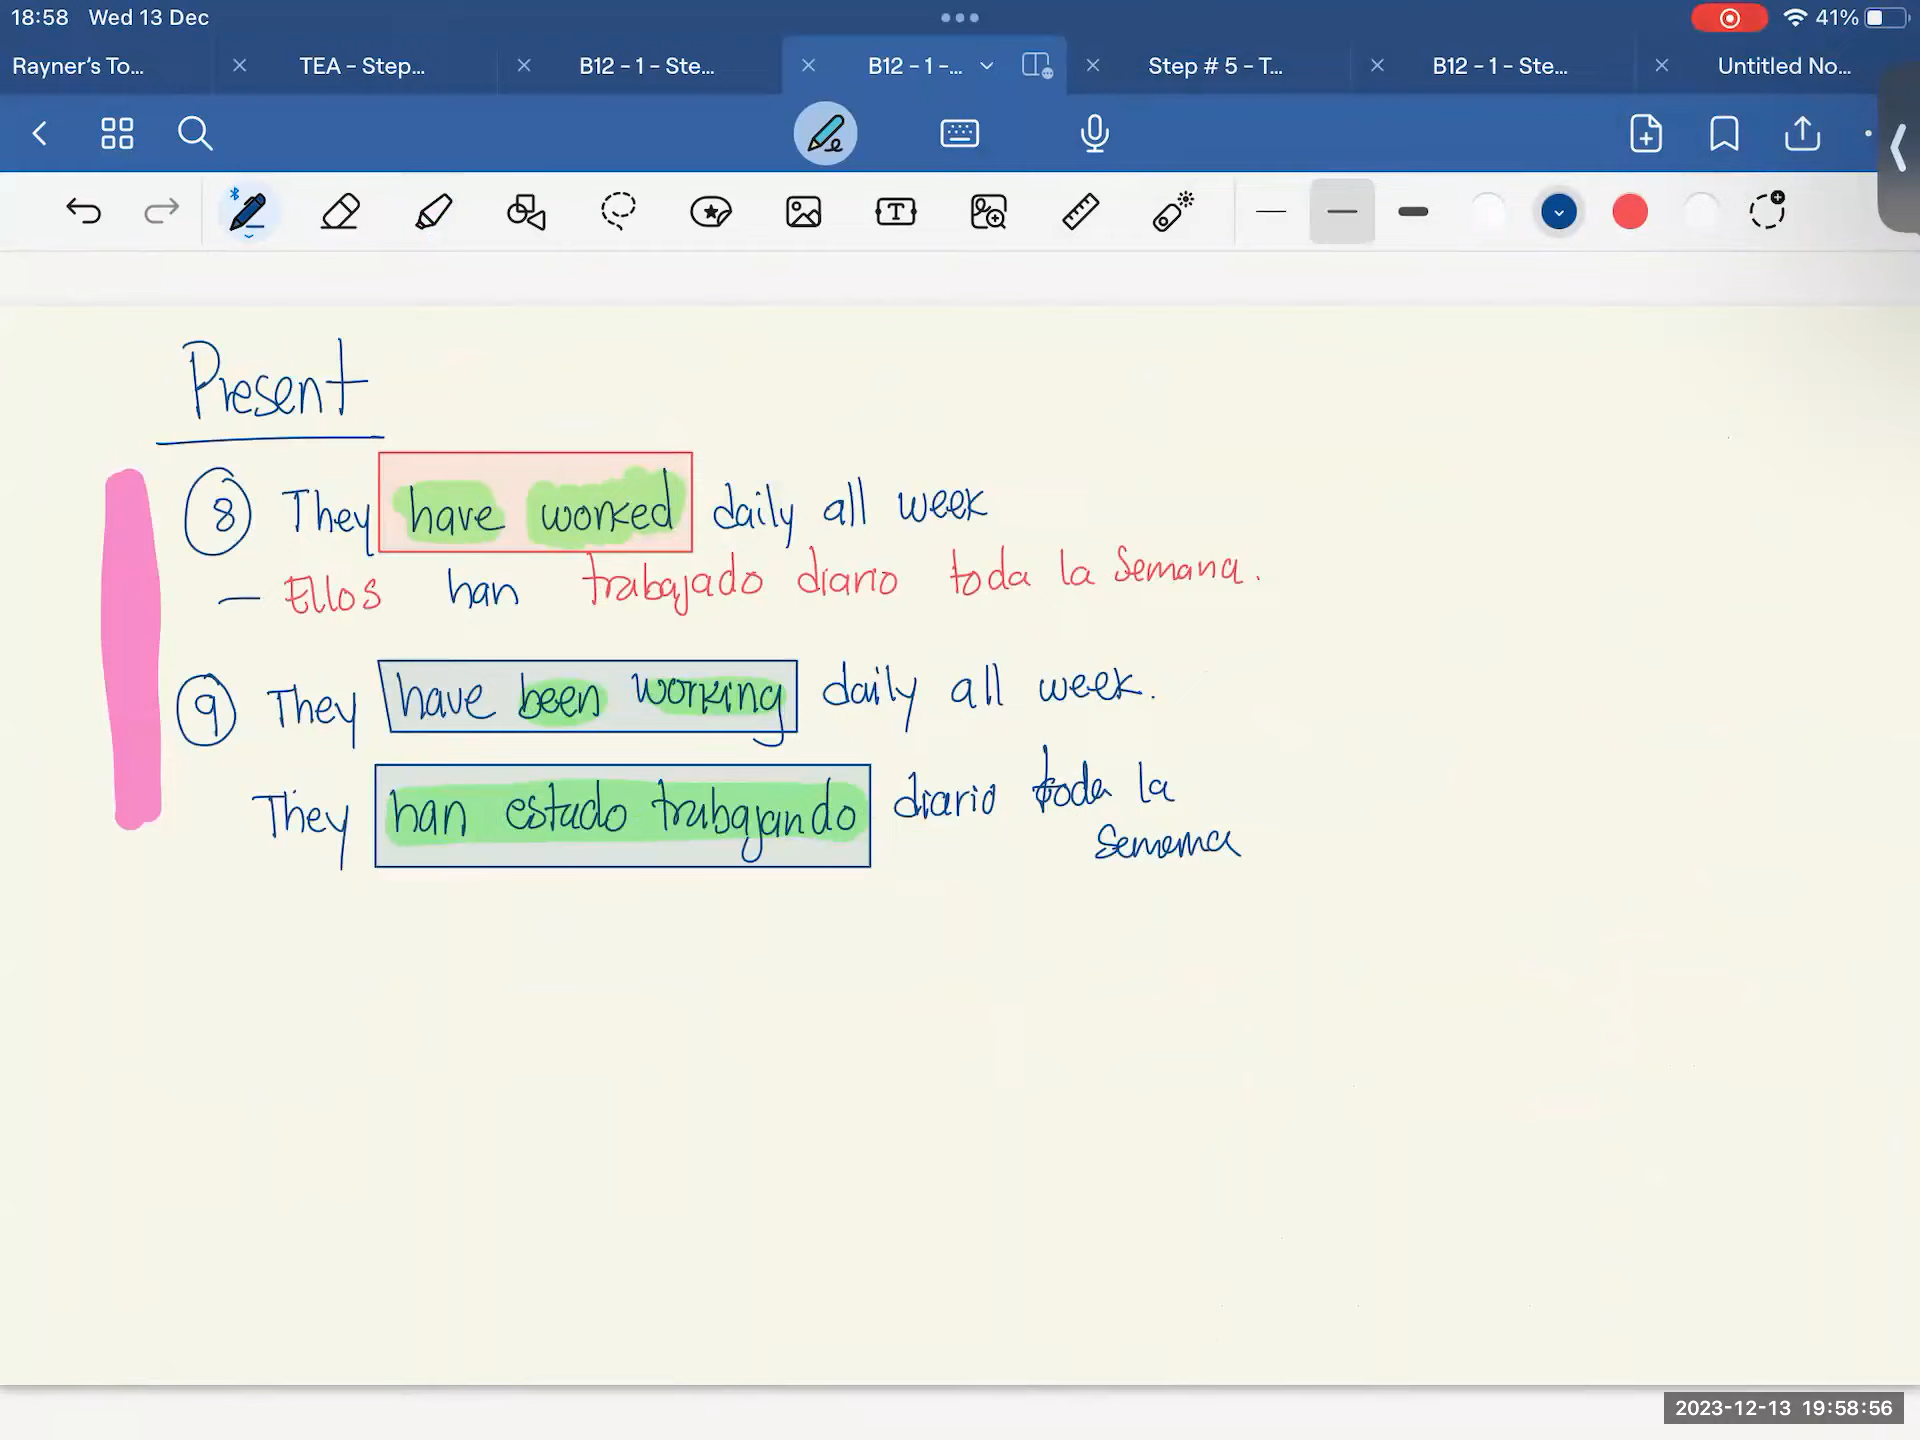 18:58 Wed 13 Dec 41%
Rayner's To... TEA - Step... B12 - 1 - Ste... B12 - 1 -... Step # 5 - T... B12 - 1 - Ste... Untitled No...
Present
8 They have worked daily all week
— Ellos han trabajado diario toda la Semana.
9 They have been working daily all week.
They han estado trabajando diario toda la
Semama
2023-12-13 19:58:56